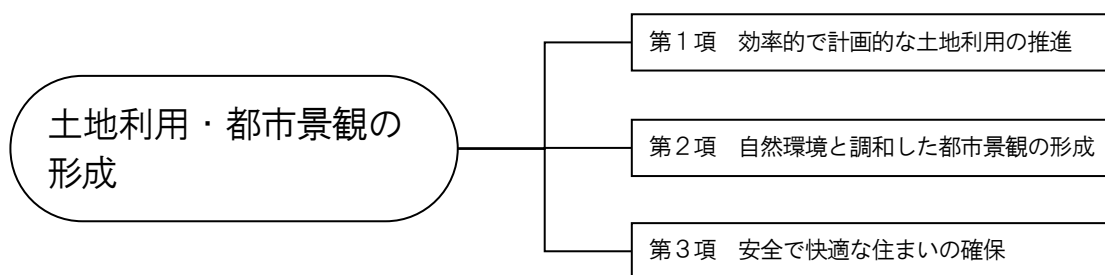 土地利用・都市景観の
形成
第１項　効率的で計画的な土地利用の推進
第２項　自然環境と調和した都市景観の形成
第３項　安全で快適な住まいの確保